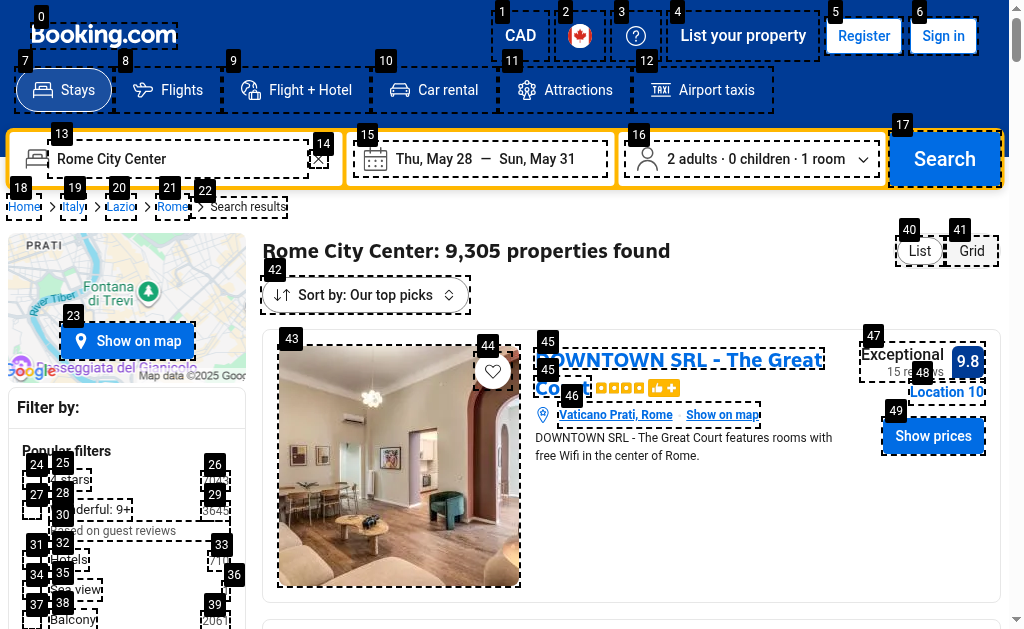 Booking.com
CAD
List your property
Register
Sign in
Stays
Flights
Flight + Hotel
Car rental
Attractions
Airport taxis
Rome City Center
Thu, May 28 — Sun, May 31
2 adults · 0 children · 1 room
Search
Home
Italy
Lazio
Rome
Search results
PRATI
River Tiber
Fontana
di Trevi
Show on map
Passeggiata del Gianicolo
Google
Map data ©2025 Goog
Rome City Center: 9,305 properties found
List
Grid
Sort by: Our top picks
Filter by:
Popular filters
4 stars
Wonderful: 9+
3645
Based on guest reviews
Hotels
Sea view
Balcony
2061
DOWNTOWN SRL - The Great
Court
Vaticano Prati, Rome
Show on map
DOWNTOWN SRL - The Great Court features rooms with
free Wifi in the center of Rome.
Exceptional
15 reviews
9.8
Location 10
Show prices
0
1
2
3
4
5
6
7
8
9
10
11
12
13
14
15
16
17
18
19
20
21
22
23
24
25
26
27
28
29
30
31
32
33
34
35
36
37
38
39
40
41
42
43
44
45
45
46
47
48
49